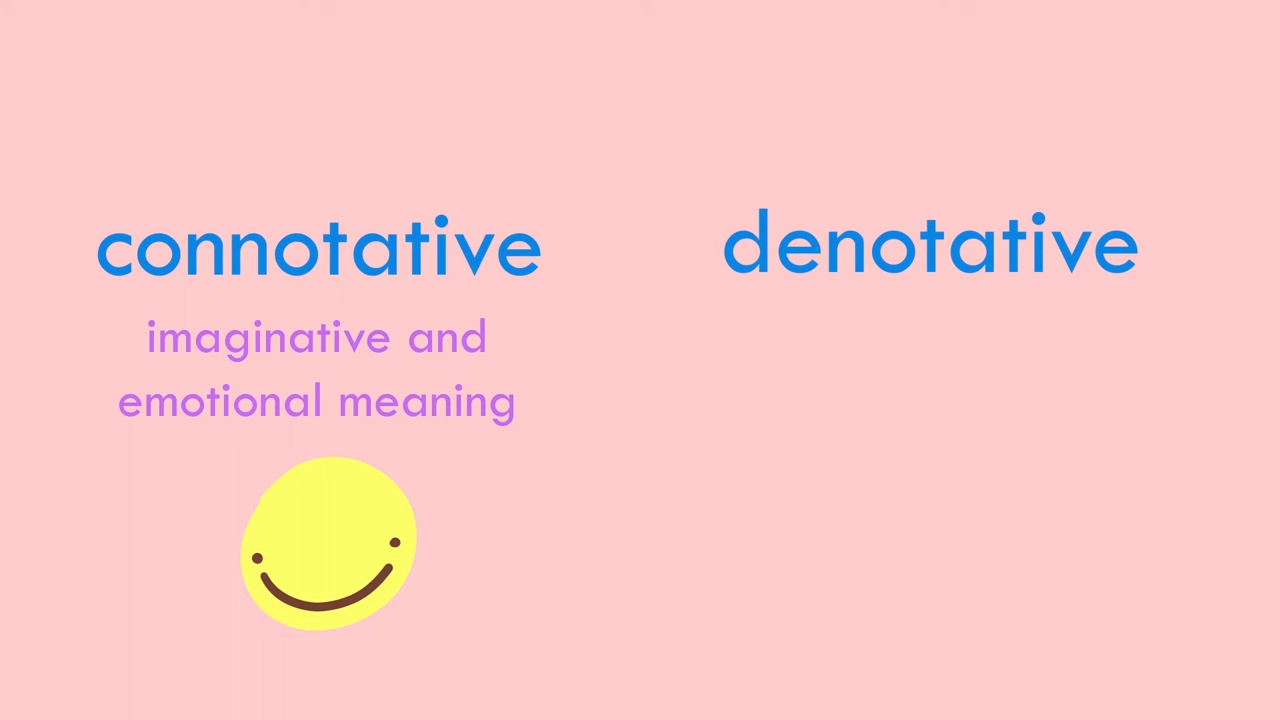 connotative
imaginative and
emotional meaning
denotative